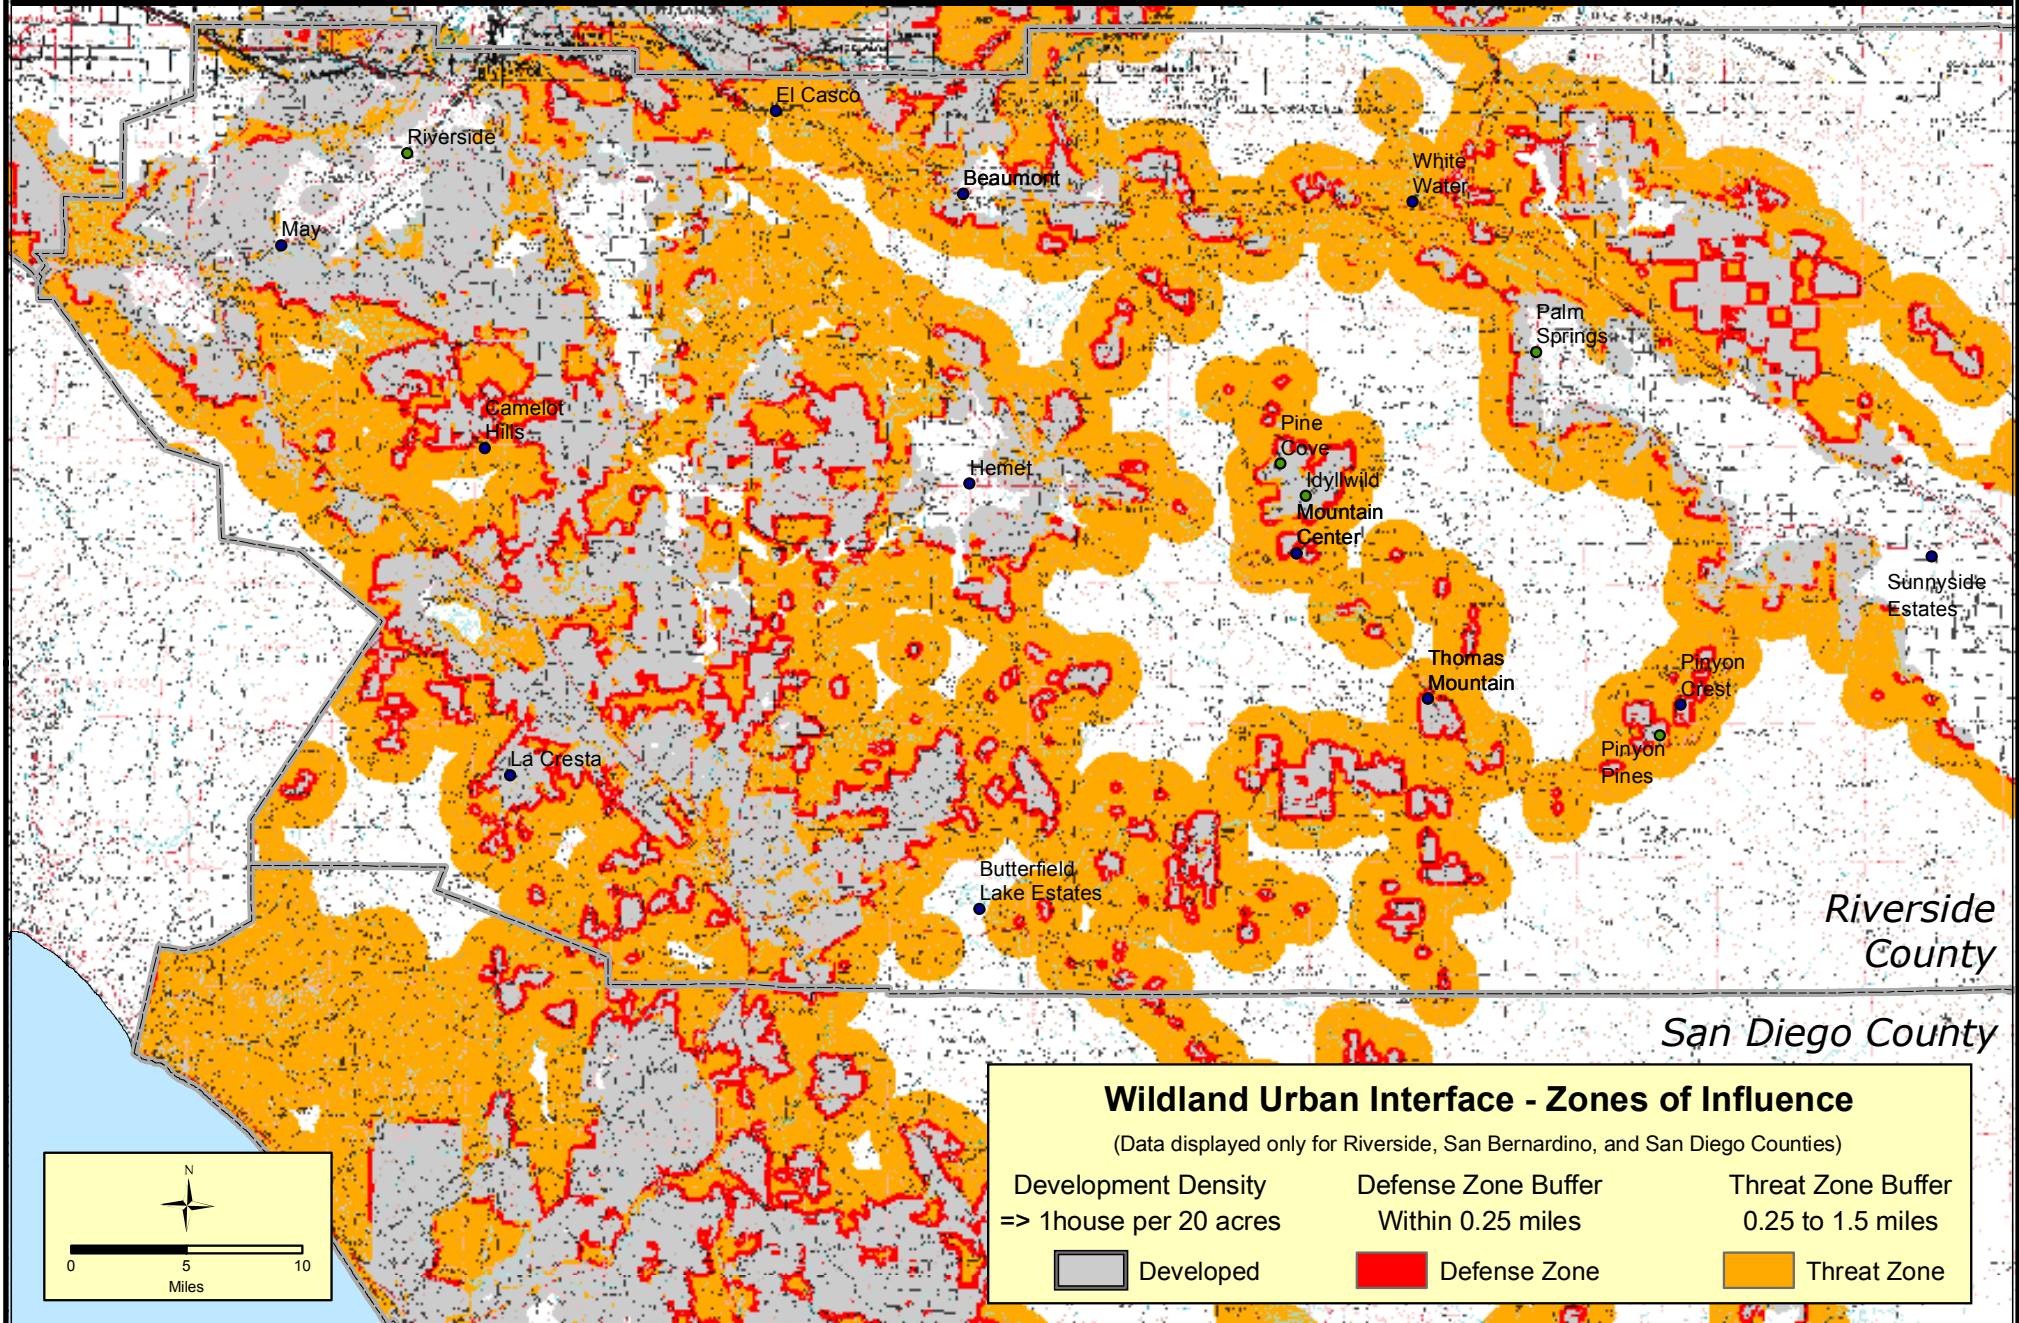 El Casco
Riverside
White
Water
Beaumont
May
Palm
Springs
Camelot
Hills
Pine
Cove
Hemet
Idyllwild
Mountain
Center
Sunnyside
Estates
Thomas
Mountain
Pinyon
Crest
Pinyon
Pines
La Cresta
Butterfield
Lake Estates
Riverside
County
San Diego County
Wildland Urban Interface - Zones of Influence
(Data displayed only for Riverside, San Bernardino, and San Diego Counties)
Development Density
=> 1house per 20 acres
Defense Zone Buffer
Within 0.25 miles
Threat Zone Buffer
0.25 to 1.5 miles
Developed
Defense Zone
Threat Zone
N
0 5 10
Miles